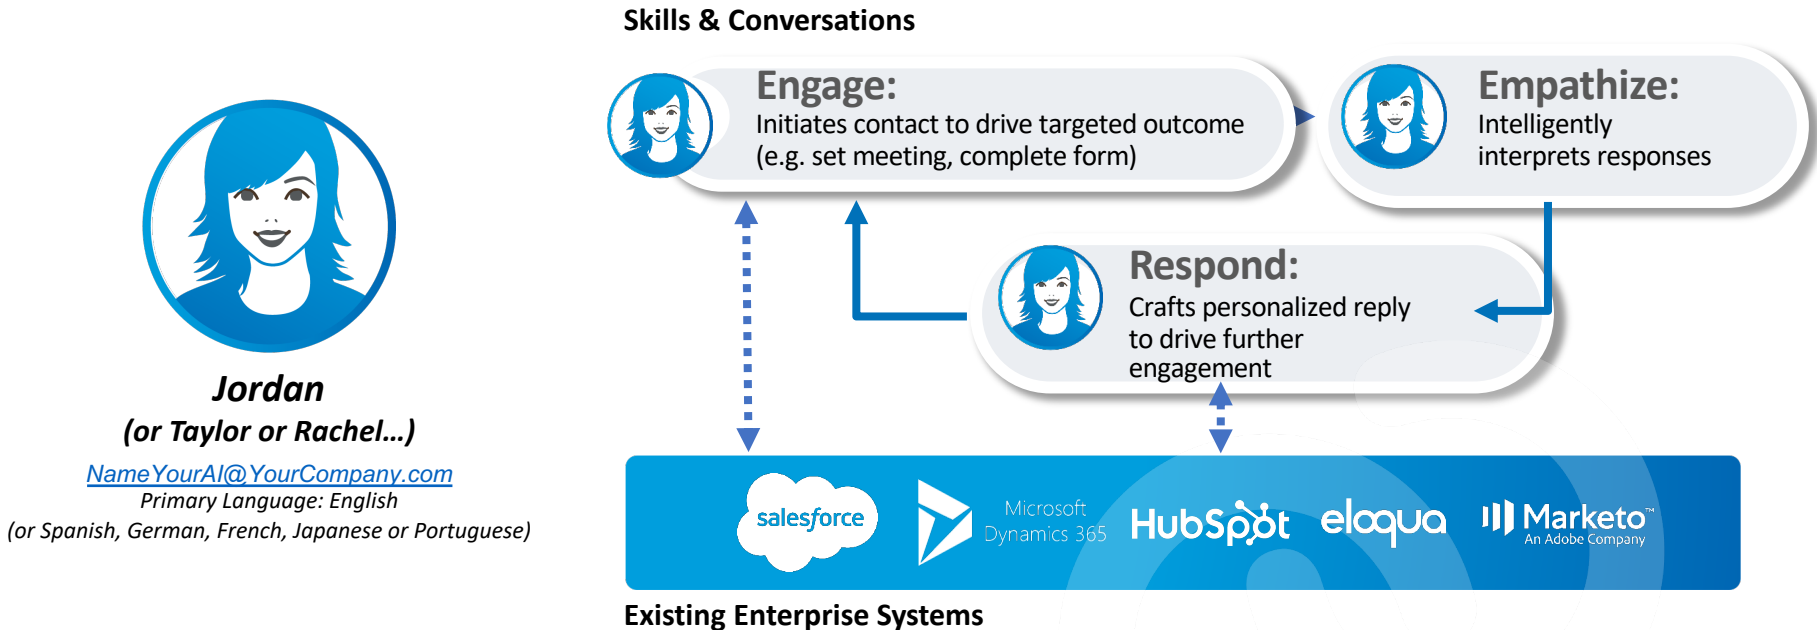 Skills & Conversations
Engage:
Initiates contact to drive targeted outcome
(e.g. set meeting, complete form)
Empathize:
Intelligently
interprets responses
Respond:
Crafts personalized reply
to drive further
engagement
Jordan
(or Taylor or Rachel…)
NameYourAI@YourCompany.com
Primary Language: English
(or Spanish, German, French, Japanese or Portuguese)
salesforce
Microsoft
Dynamics 365
HubSpot
eloqua
Marketo™
An Adobe Company
Existing Enterprise Systems